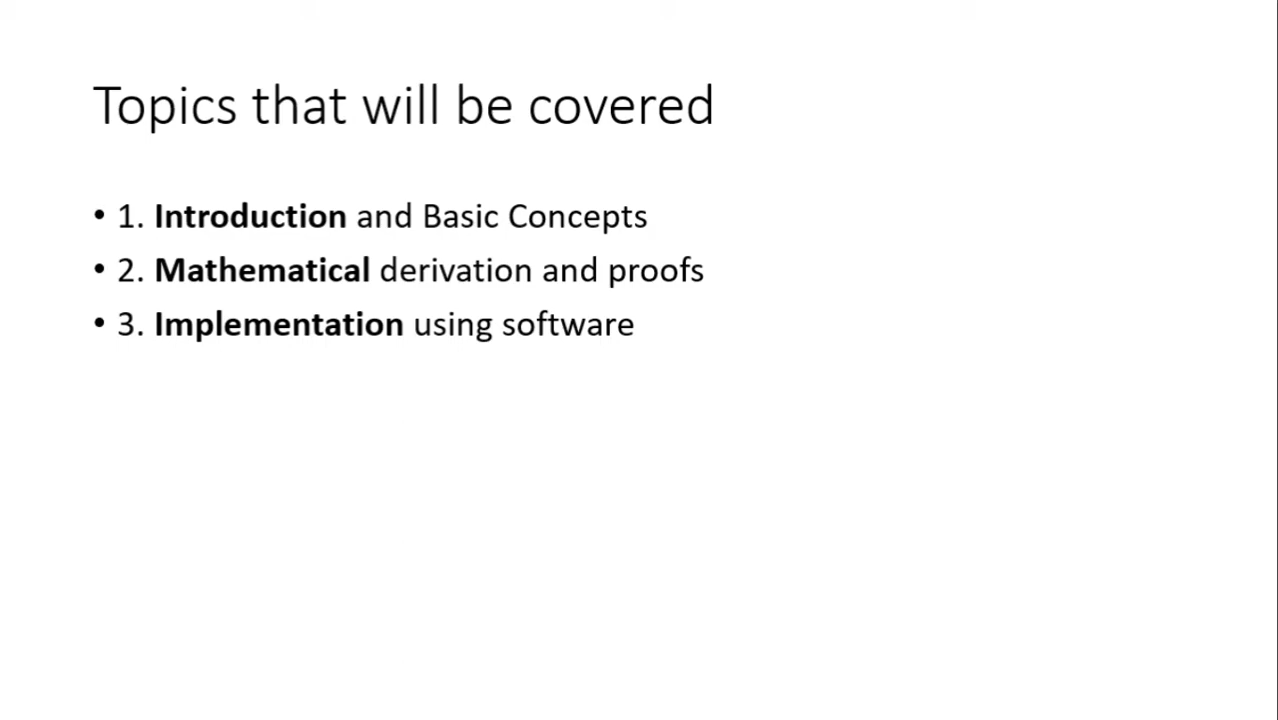 Topics that will be covered
• 1. Introduction and Basic Concepts
• 2. Mathematical derivation and proofs
• 3. Implementation using software